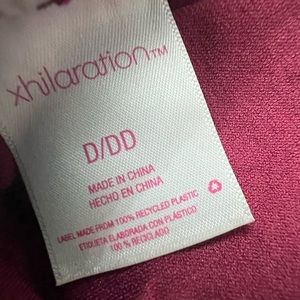 xhilaration™
D/DD
MADE IN CHINA
HECHO EN CHINA
LABEL MADE FROM 100% RECYCLED PLASTIC
ETIQUETA ELABORADA CON PLÁSTICO
100 % RECICLADO